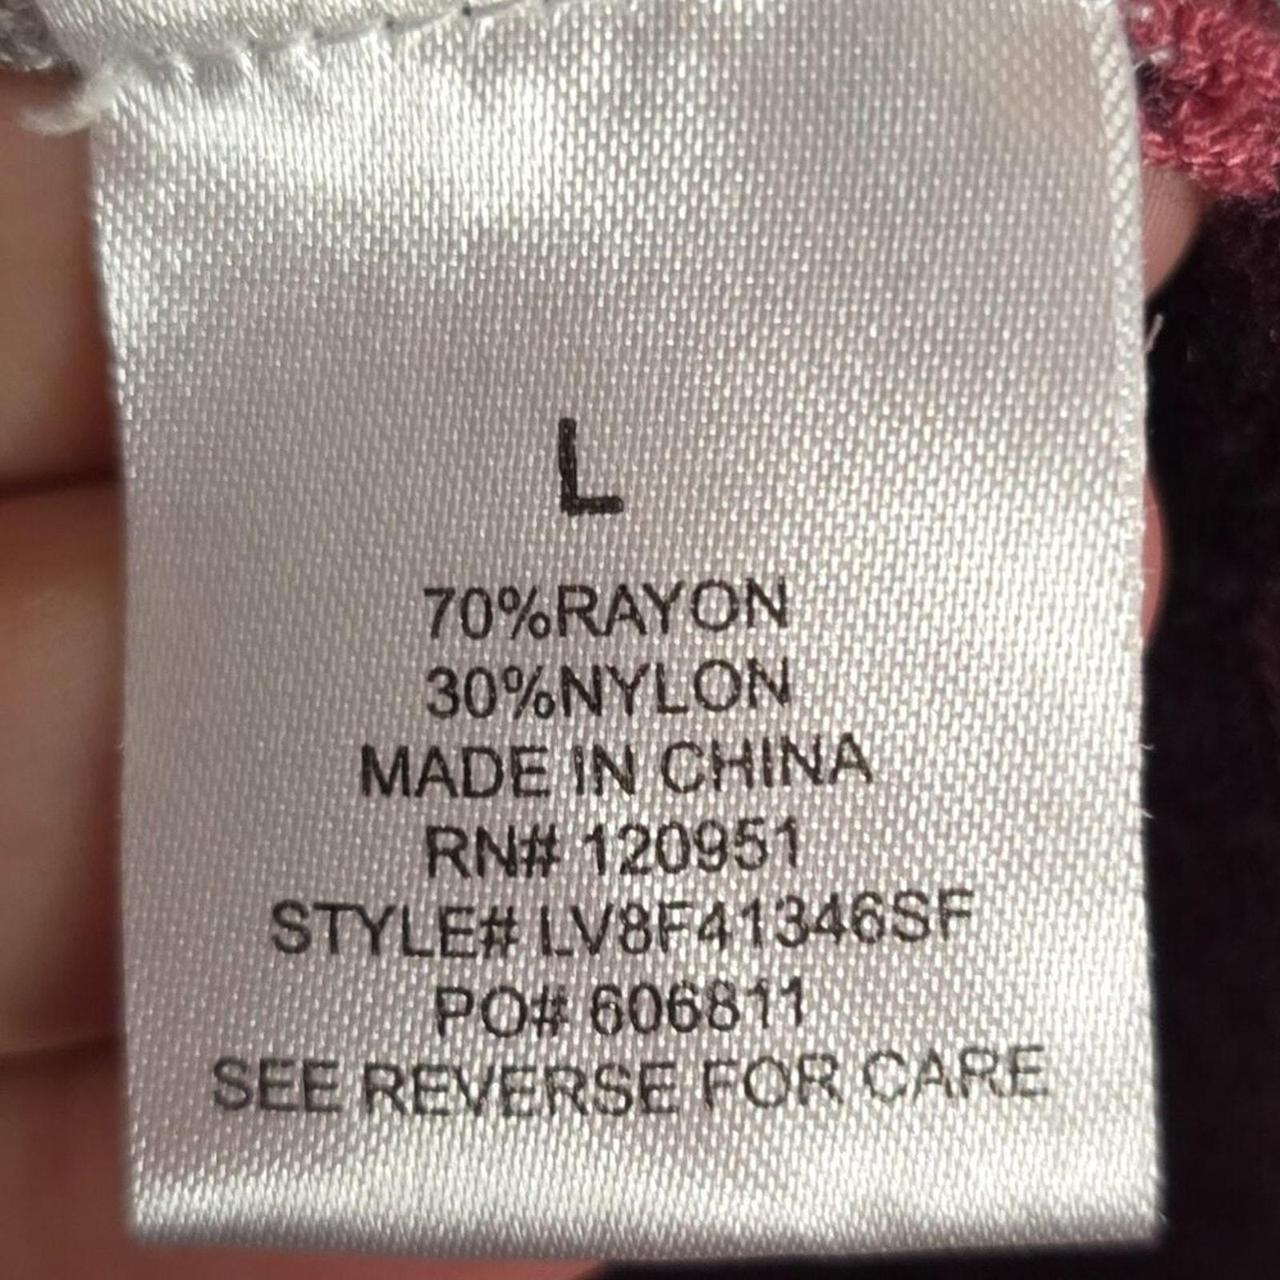 L
70%RAYON
30%NYLON
MADE IN CHINA
RN# 120951
STYLE# LV8F41346SF
PO# 606811
SEE REVERSE FOR CARE